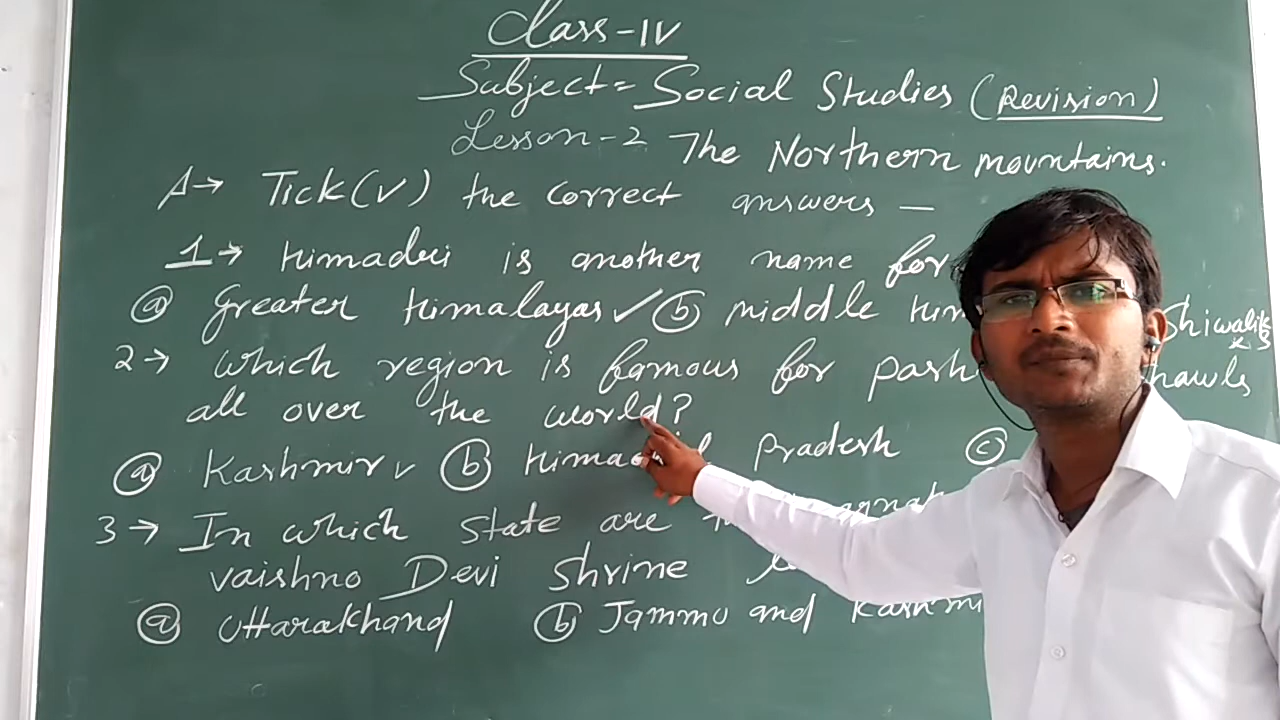 Class-IV
Subject= Social Studies (Revision)
Lesson-2 The Northern mountains.
A→ Tick(✓) the correct answers —
1→ Himadri is another name for
ⓐ Greater Himalayas ✓ ⓑ middle Shiwaliks
2→ which region is famous for
all over the world?
ⓐ Kashmir ✓ ⓑ Himachal Pradesh ⓒ
3→ In which State are
vaishno Devi Shrine
ⓐ Uttarakhand ⓑ Jammu and